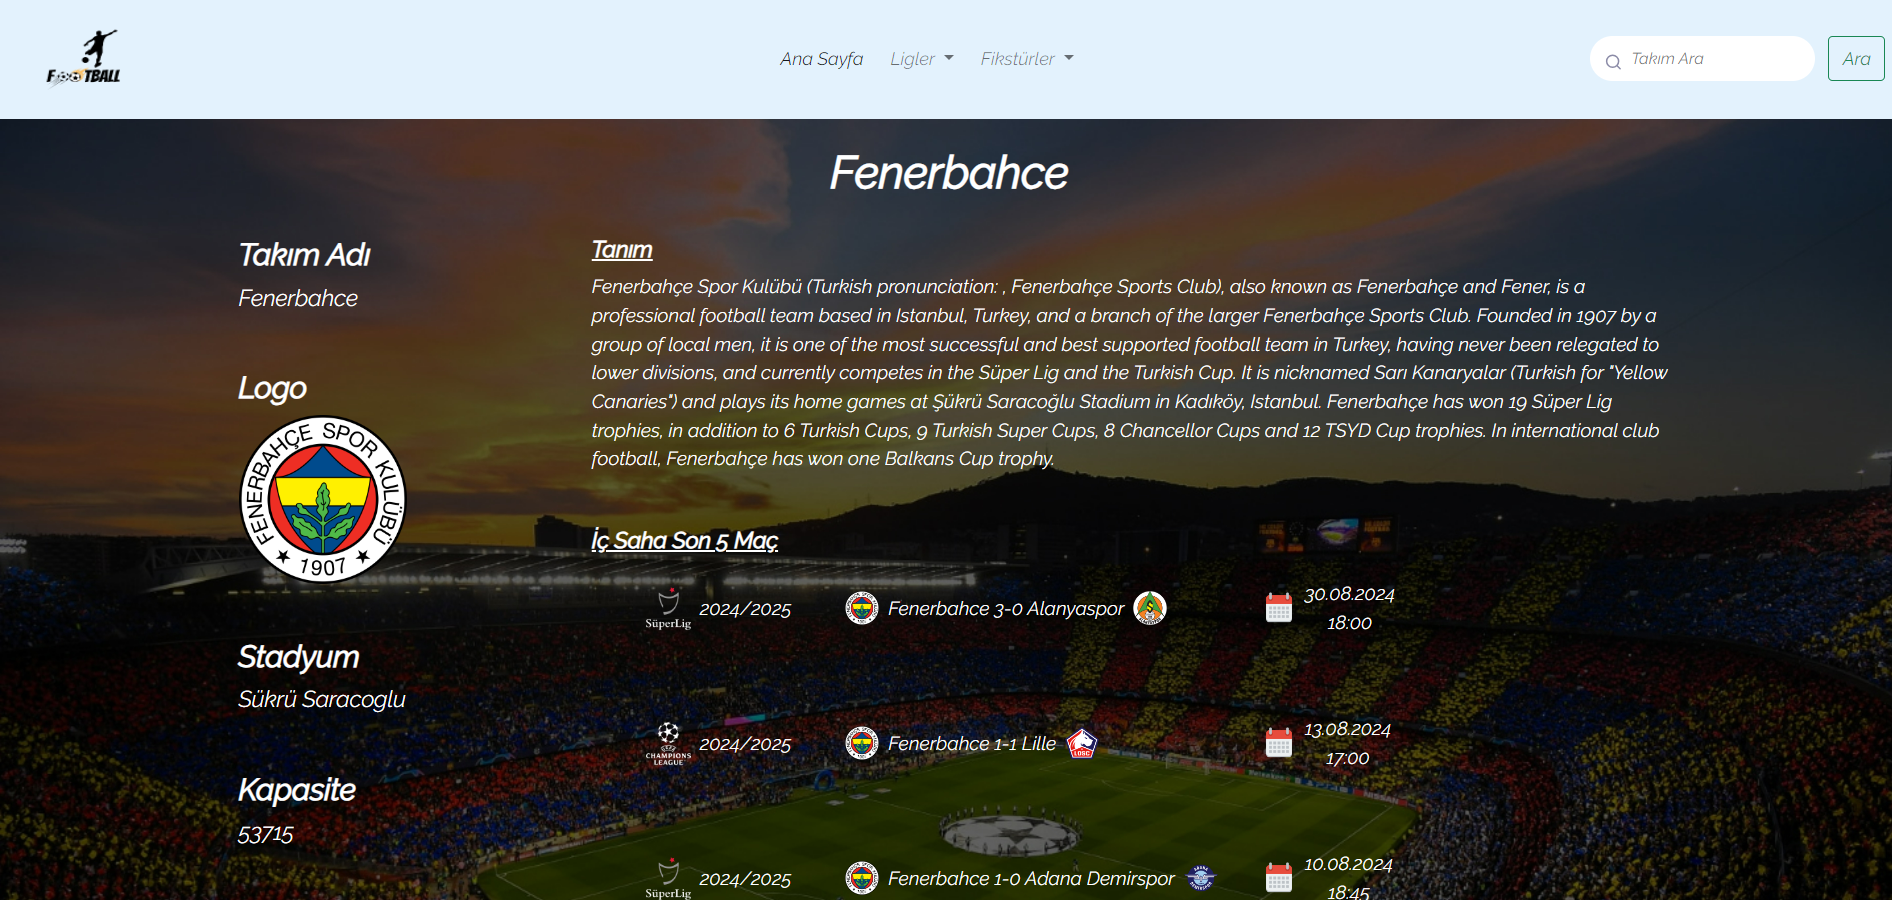 FOOTBALL
Ana Sayfa
Ligler
Fikstürler
Takım Ara
Ara
Fenerbahce
Takım Adı
Fenerbahce
Logo
FENERBAHÇE SPOR KULÜBÜ
1907
Stadyum
Sükrü Saracoglu
Kapasite
53715
Tanım
Fenerbahçe Spor Kulübü (Turkish pronunciation: , Fenerbahçe Sports Club), also known as Fenerbahçe and Fener, is a
professional football team based in Istanbul, Turkey, and a branch of the larger Fenerbahçe Sports Club. Founded in 1907 by a
group of local men, it is one of the most successful and best supported football team in Turkey, having never been relegated to
lower divisions, and currently competes in the Süper Lig and the Turkish Cup. It is nicknamed Sarı Kanaryalar (Turkish for "Yellow
Canaries") and plays its home games at Şükrü Saracoğlu Stadium in Kadıköy, Istanbul. Fenerbahçe has won 19 Süper Lig
trophies, in addition to 6 Turkish Cups, 9 Turkish Super Cups, 8 Chancellor Cups and 12 TSYD Cup trophies. In international club
football, Fenerbahçe has won one Balkans Cup trophy.
İç Saha Son 5 Maç
SüperLig
2024/2025
Fenerbahce 3-0 Alanyaspor
30.08.2024
18:00
CHAMPIONS
LEAGUE
2024/2025
Fenerbahce 1-1 Lille
LOSC
13.08.2024
17:00
SüperLig
2024/2025
Fenerbahce 1-0 Adana Demirspor
10.08.2024
18:45